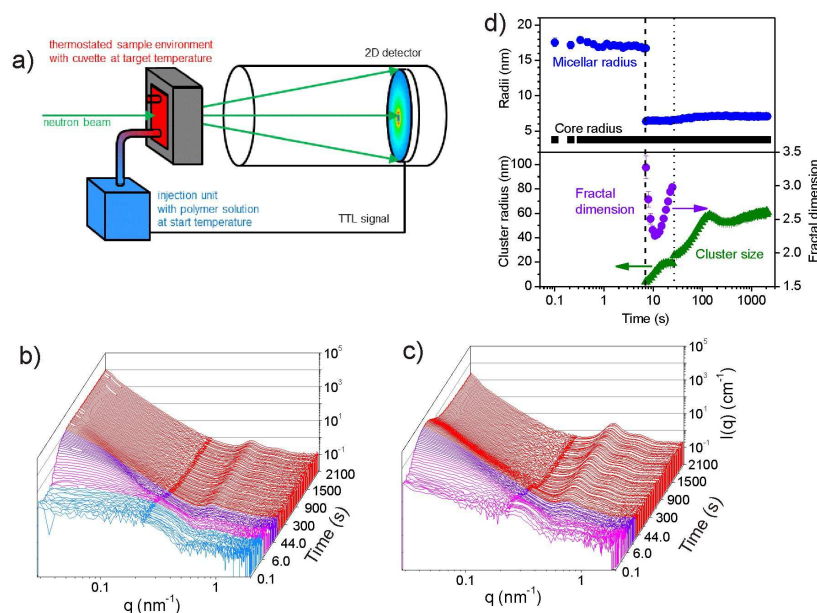 a)
thermostated sample environment
with cuvette at target temperature
2D detector
neutron beam
injection unit
with polymer solution
at start temperature
TTL signal
d)
Radii (nm)
15
10
5
Micellar radius
Core radius
Cluster radius (nm)
100
80
60
40
20
0
Fractal
dimension
Cluster size
3.5
3.0
2.5
2.0
1.5
Fractal dimension
0.1
1
10
100
1000
Time (s)
b)
10^5
10^3
10^1
10^-1
2100
1500
900
300
44.0
6.0
0.1
Time (s)
0.1
1
q (nm^-1)
c)
10^5
10^3
10^1
10^-1
I(q) (cm^-1)
2100
1500
900
300
44.0
6.0
0.1
Time (s)
0.1
1
q (nm^-1)